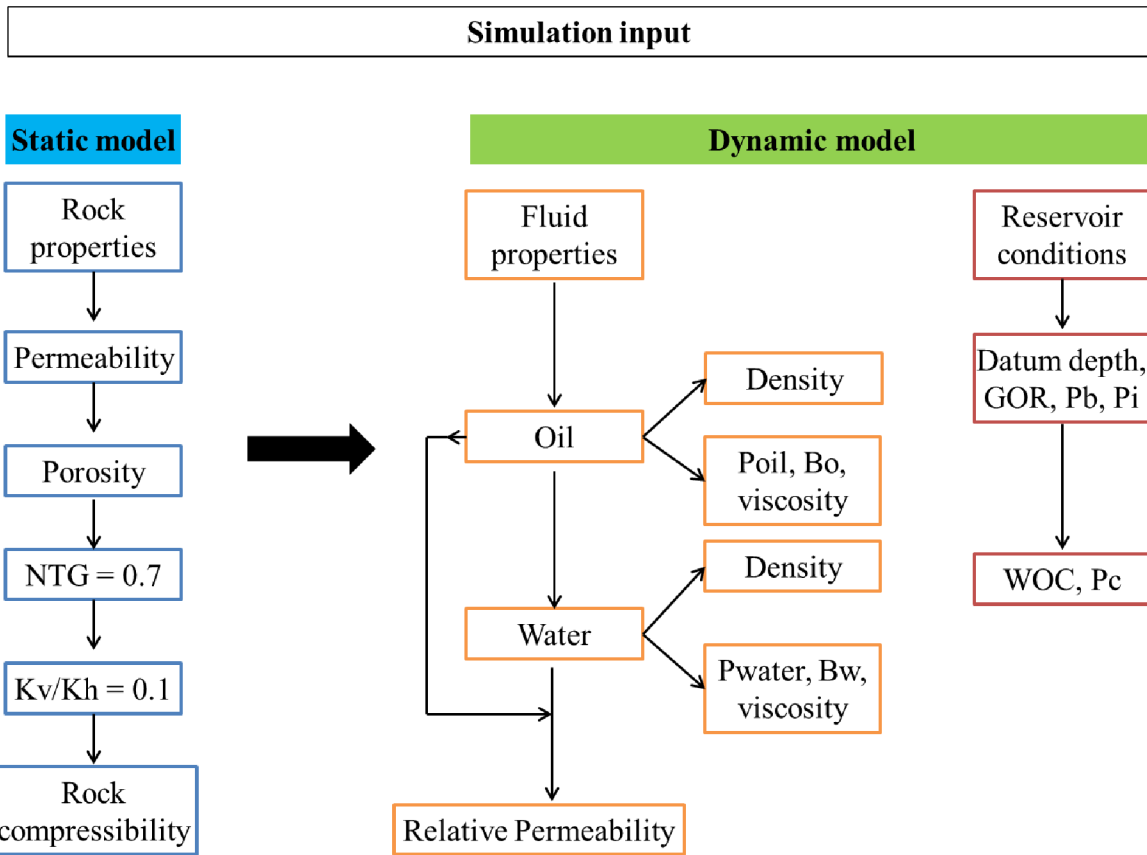 Simulation input
Static model
Rock
properties
Permeability
Porosity
NTG = 0.7
Kv/Kh = 0.1
Rock
compressibility
Dynamic model
Fluid
properties
Oil
Density
Poil, Bo,
viscosity
Water
Density
Pwater, Bw,
viscosity
Relative Permeability
Reservoir
conditions
Datum depth,
GOR, Pb, Pi
WOC, Pc